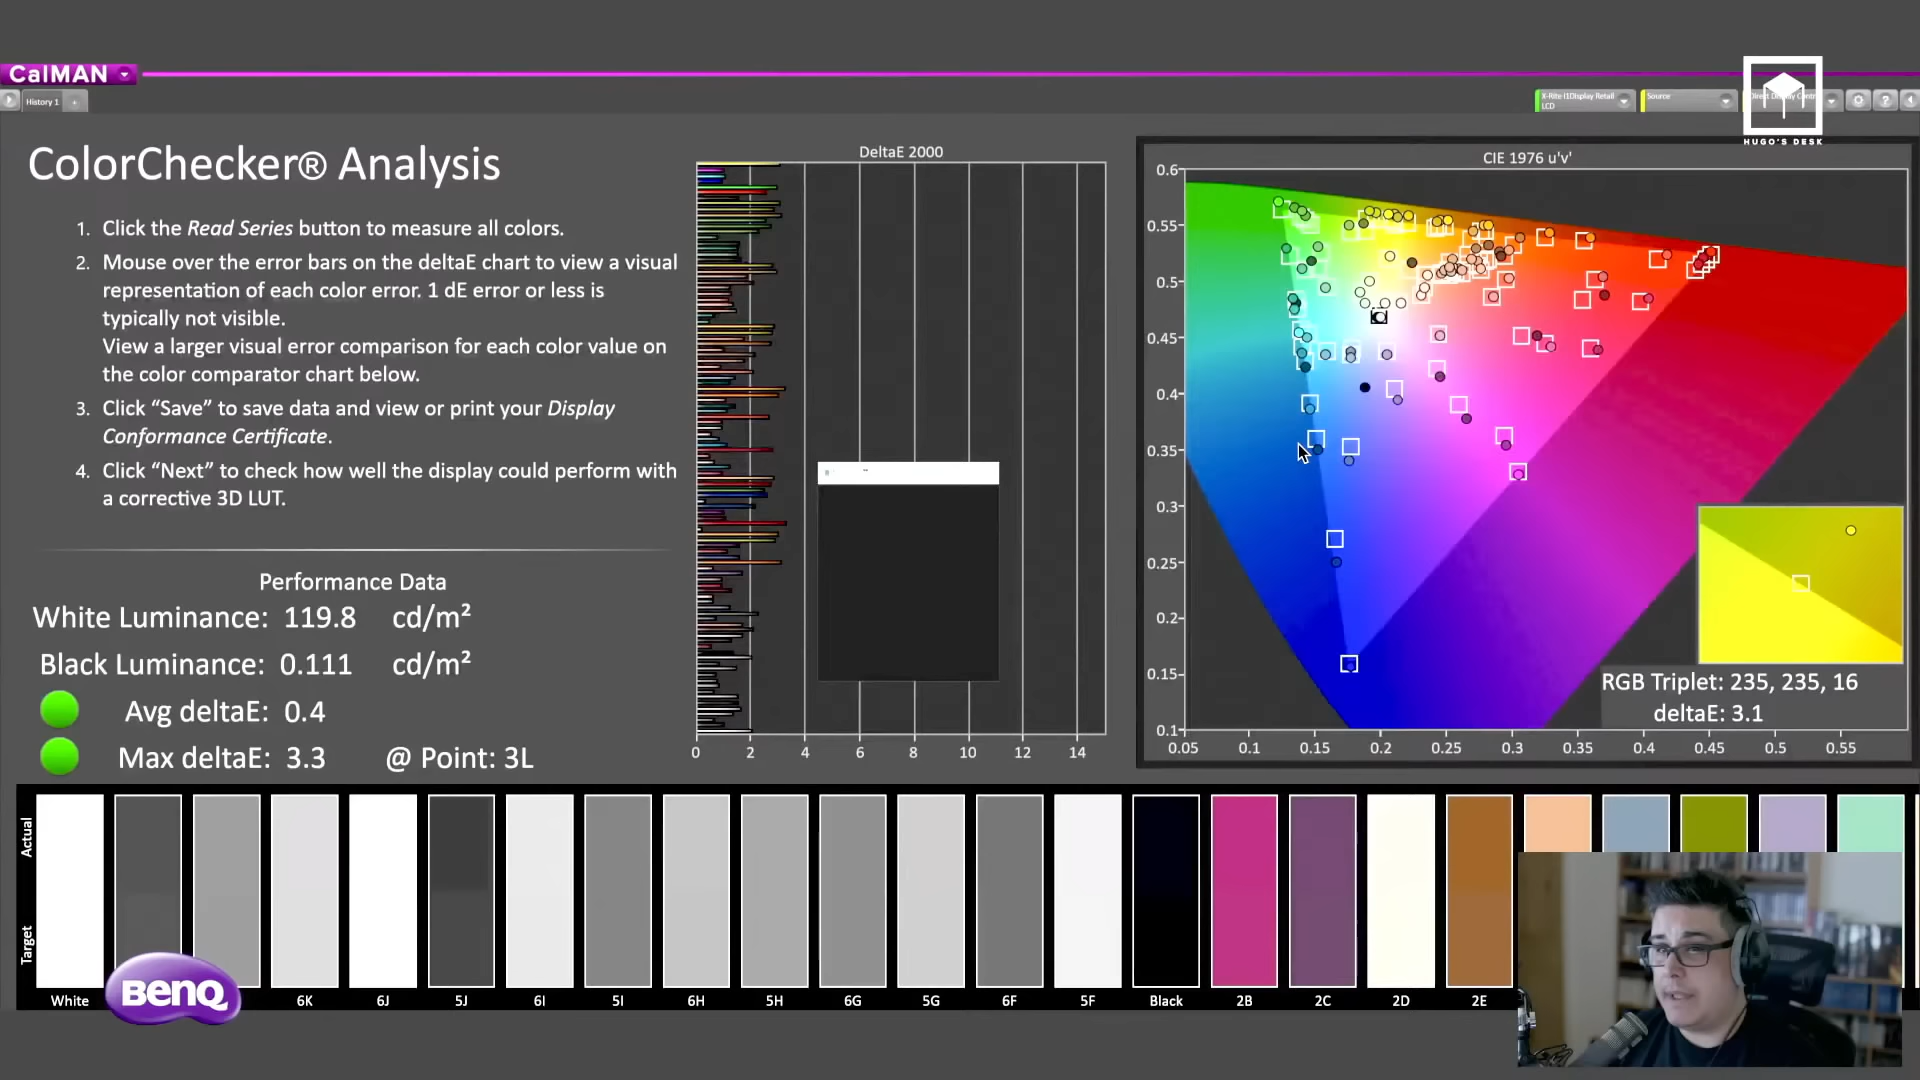 CalMAN
History 1
+
X-Rite i1Display Retail
LCD
Source
Direct Display Control
?
HUGO'S DESK
ColorChecker® Analysis
1. Click the Read Series button to measure all colors.
2. Mouse over the error bars on the deltaE chart to view a visual
representation of each color error. 1 dE error or less is
typically not visible.
View a larger visual error comparison for each color value on
the color comparator chart below.
3. Click “Save” to save data and view or print your Display
Conformance Certificate.
4. Click “Next” to check how well the display could perform with
a corrective 3D LUT.
Performance Data
White Luminance: 119.8 cd/m²
Black Luminance: 0.111 cd/m²
Avg deltaE: 0.4
Max deltaE: 3.3 @ Point: 3L
DeltaE 2000
0 2 4 6 8 10 12 14
CIE 1976 u'v'
0.6
0.55
0.5
0.45
0.4
0.35
0.3
0.25
0.2
0.15
0.1
0.05 0.1 0.15 0.2 0.25 0.3 0.35 0.4 0.45 0.5 0.55
RGB Triplet: 235, 235, 16
deltaE: 3.1
Actual
Target
White 6K 6J 5J 6I 5I 6H 5H 6G 5G 6F 5F Black 2B 2C 2D 2E
BenQ